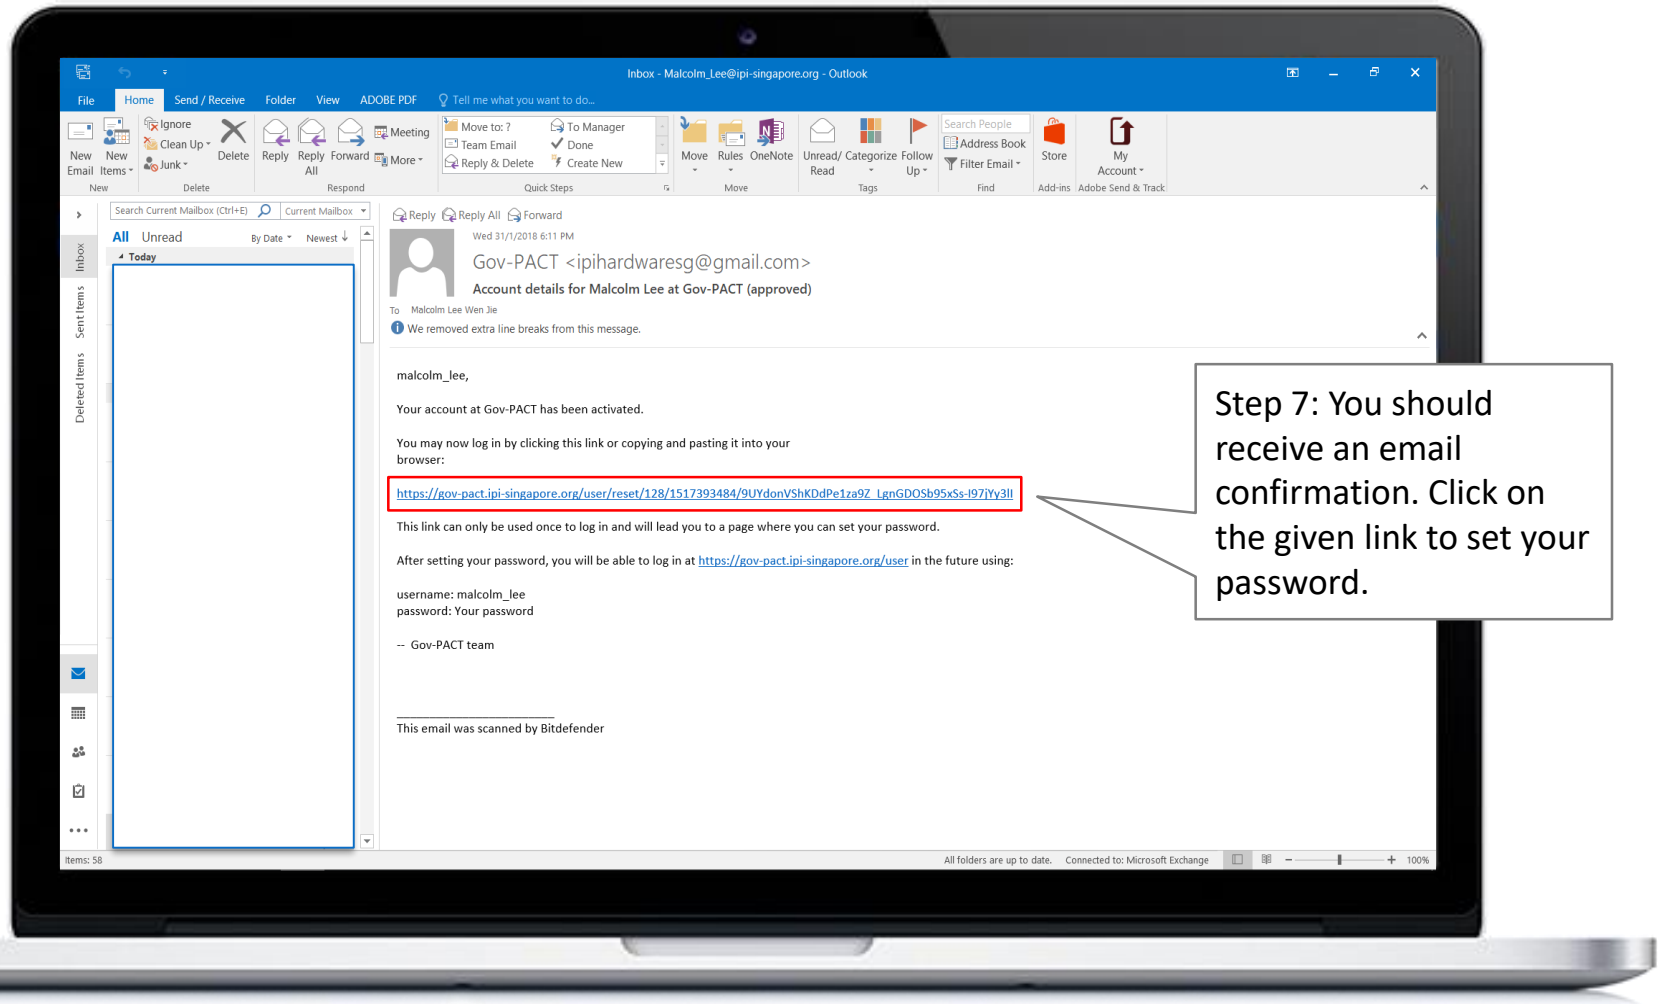 Inbox - Malcolm_Lee@ipi-singapore.org - Outlook
File Home Send / Receive Folder View ADOBE PDF Tell me what you want to do...
New Email
New Items
Ignore
Clean Up
Junk
Delete
Reply
Reply All
Forward
Meeting
More
Move to: ?
Team Email
Reply & Delete
To Manager
Done
Create New
Move
Rules
OneNote
Unread/ Read
Categorize
Follow Up
Search People
Address Book
Filter Email
Store
My Account
New Delete Respond Quick Steps Move Tags Find Add-ins Adobe Send & Track
Search Current Mailbox (Ctrl+E) Current Mailbox
All Unread By Date Newest
Today
Inbox
Sent Items
Deleted Items
Reply Reply All Forward
Wed 31/1/2018 6:11 PM
Gov-PACT <ipihardwaresg@gmail.com>
Account details for Malcolm Lee at Gov-PACT (approved)
To Malcolm Lee Wen Jie
We removed extra line breaks from this message.
malcolm_lee,
Your account at Gov-PACT has been activated.
You may now log in by clicking this link or copying and pasting it into your
browser:
https://gov-pact.ipi-singapore.org/user/reset/128/1517393484/9UYdonVShKDdPe1za9Z_LgnGDOSb95xSs-I97jYy3lI
This link can only be used once to log in and will lead you to a page where you can set your password.
After setting your password, you will be able to log in at https://gov-pact.ipi-singapore.org/user in the future using:
username: malcolm_lee
password: Your password
-- Gov-PACT team
This email was scanned by Bitdefender
Step 7: You should
receive an email
confirmation. Click on
the given link to set your
password.
Items: 58
All folders are up to date. Connected to: Microsoft Exchange 100%